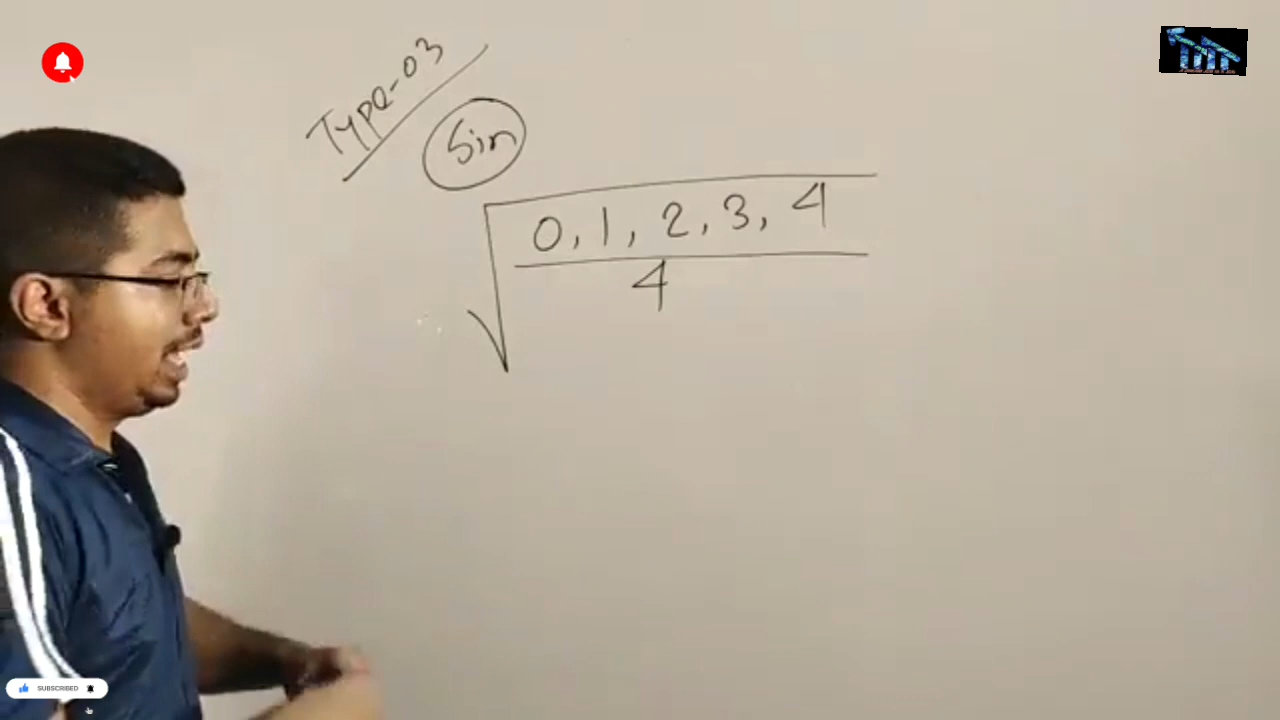 Type-03
Sin
√
0, 1, 2, 3, 4
4
SUBSCRIBED